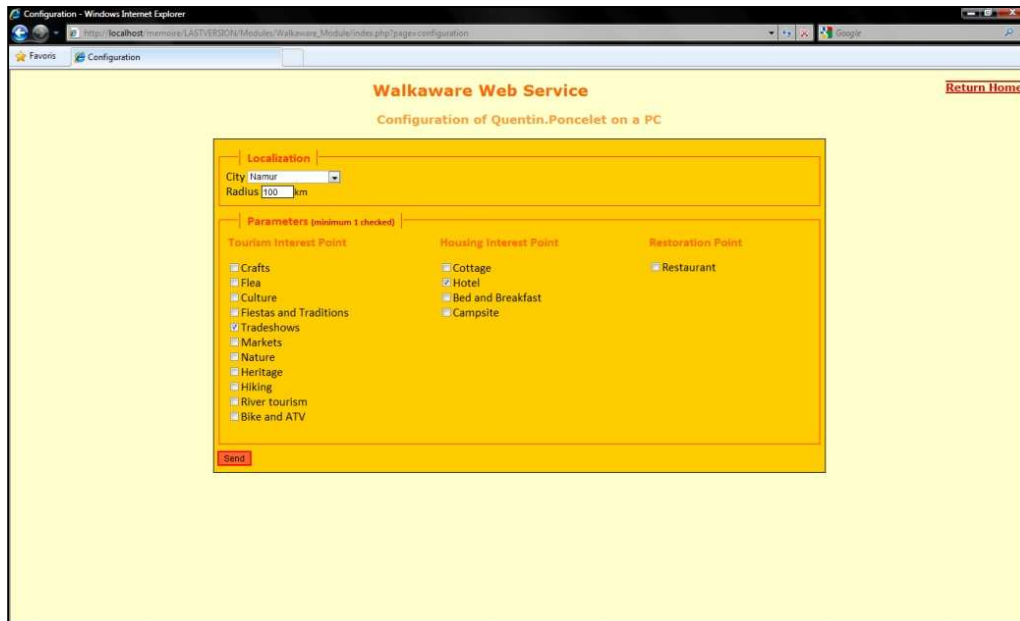 Configuration - Windows Internet Explorer
http://localhost/memoire/LASTVERSION/Modules/Walkaware_Module/index.php?page=configuration
Google
Favoris
Configuration
Walkaware Web Service
Return Home
Configuration of Quentin.Poncelet on a PC
Localization
City Namur
Radius 100 km
Parameters (minimum 1 checked)
Tourism Interest Point
Crafts
Flea
Culture
Fiestas and Traditions
Tradeshows
Markets
Nature
Heritage
Hiking
River tourism
Bike and ATV
Housing Interest Point
Cottage
Hotel
Bed and Breakfast
Campsite
Restoration Point
Restaurant
Send